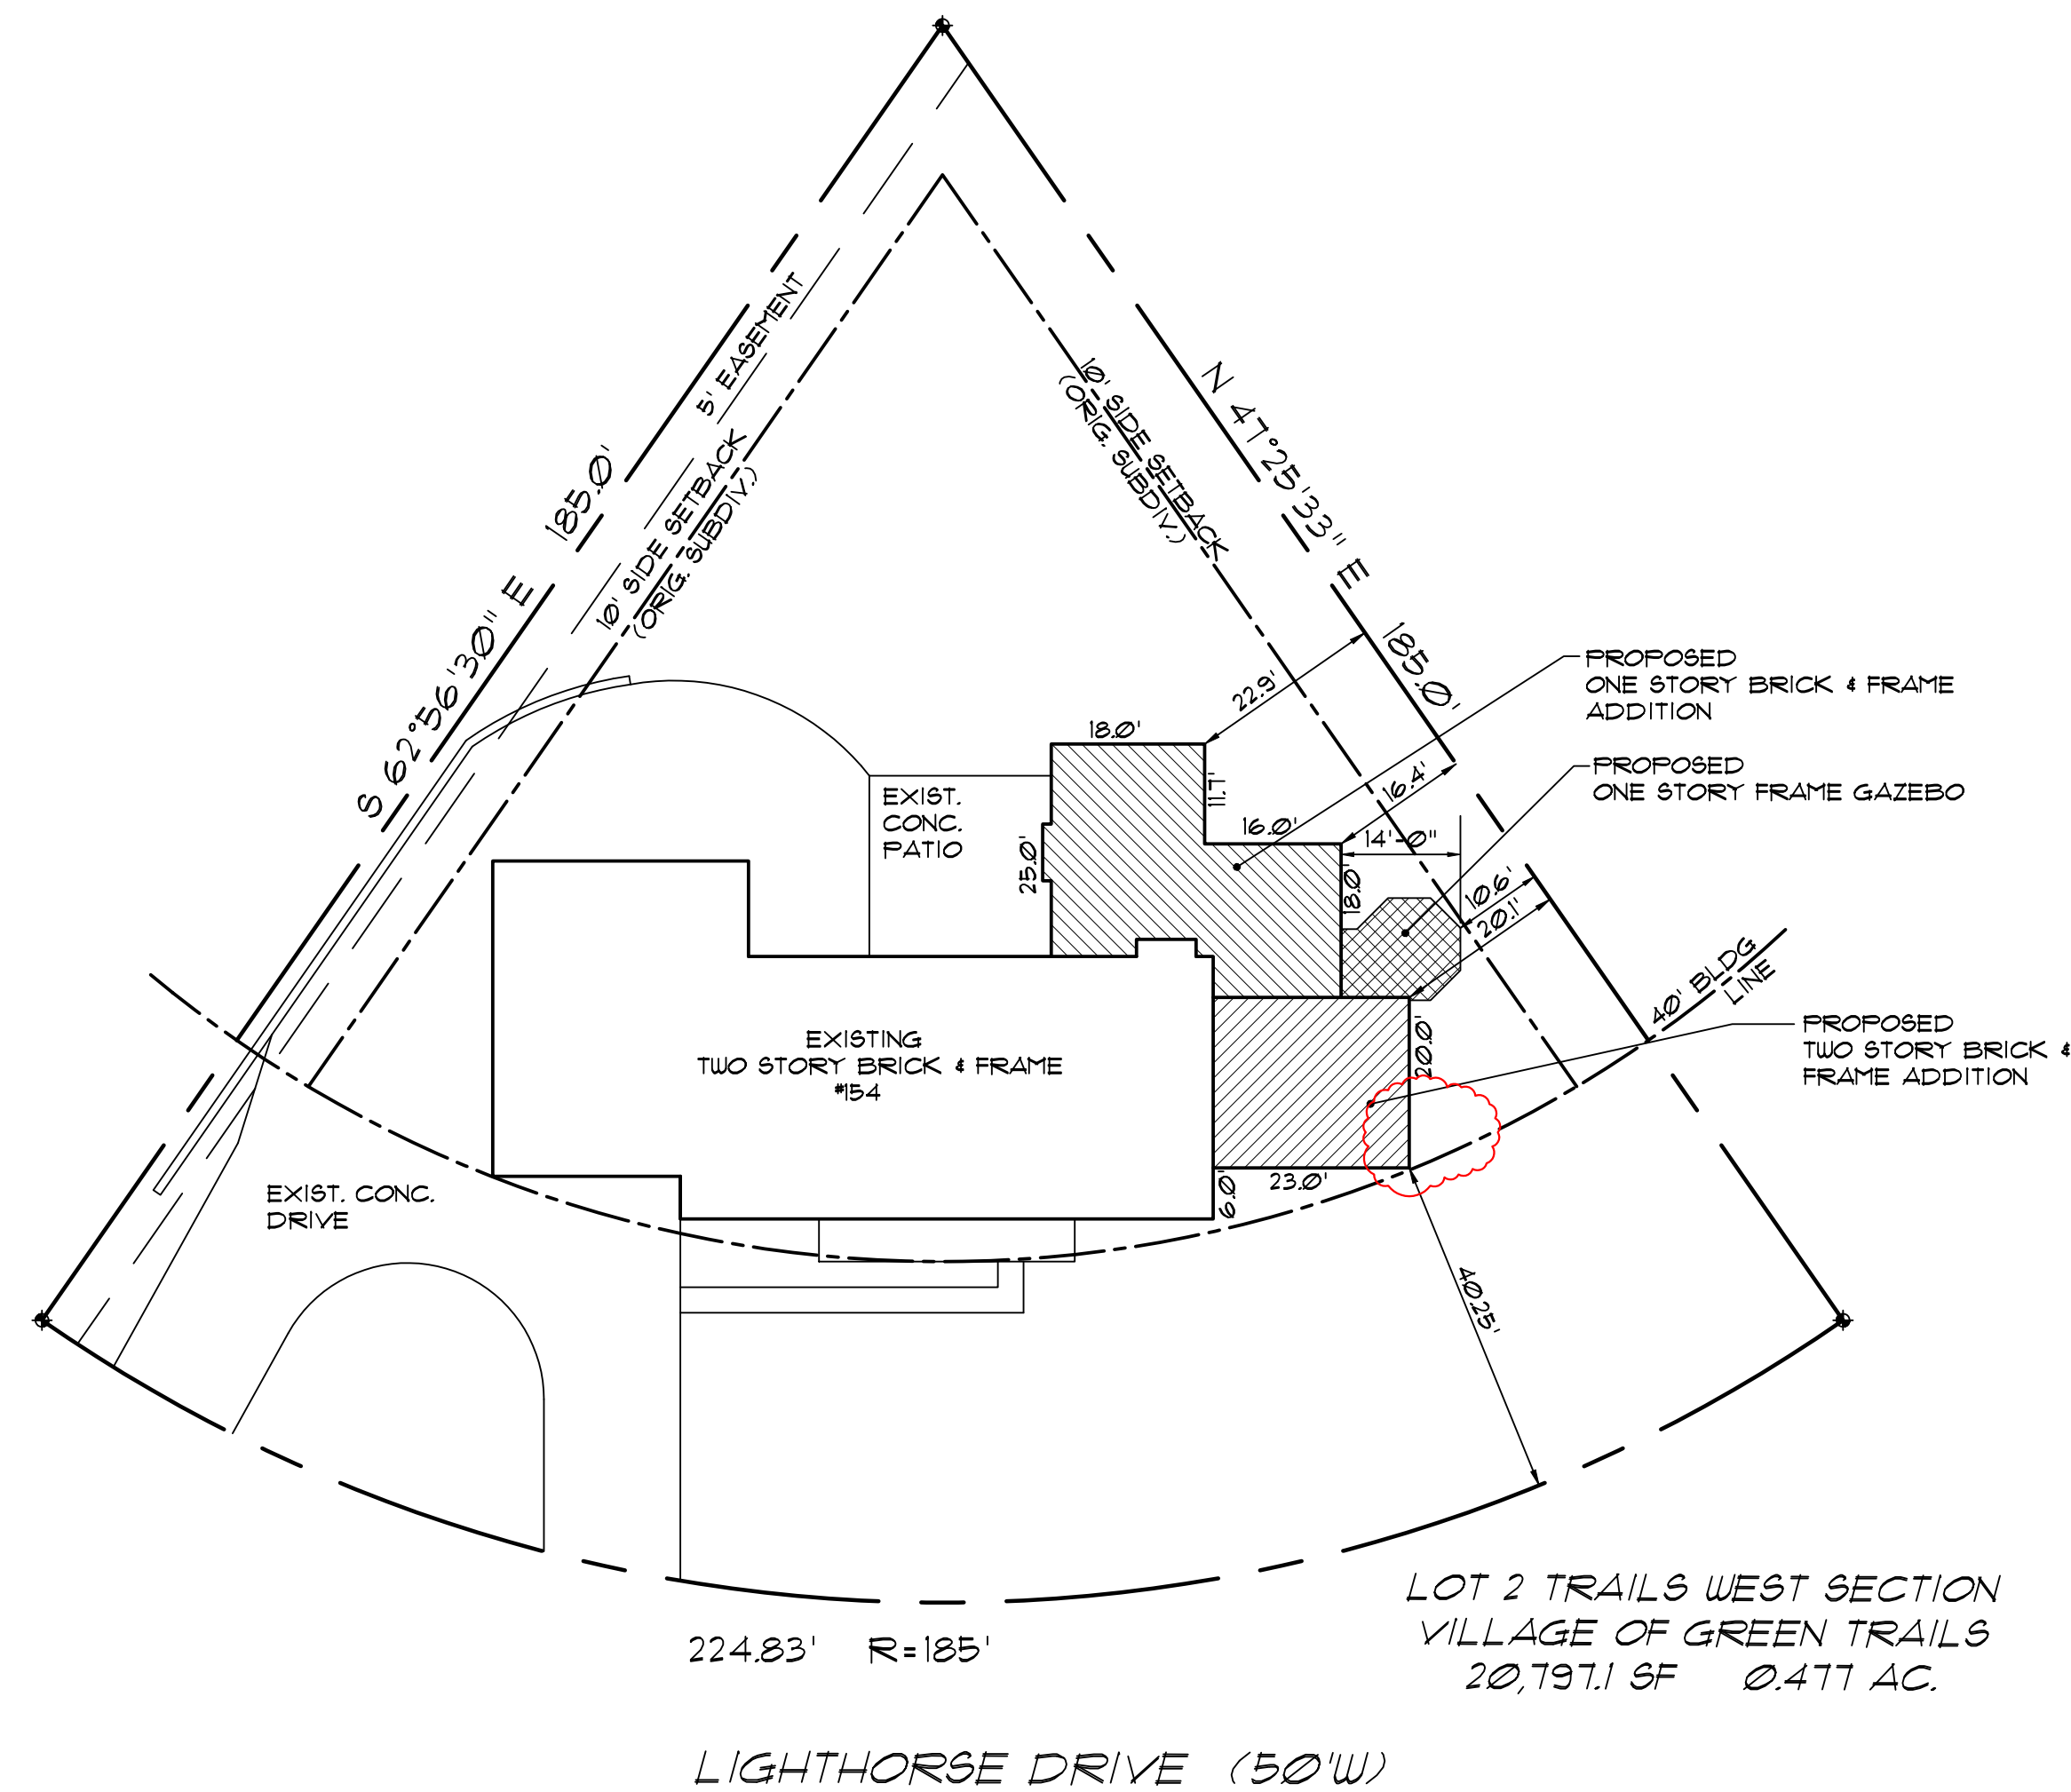 5' EASEMENT
10' SIDE SETBACK
(ORIG. SUBDIV.)
10' SIDE SETBACK
(ORIG. SUBDIV.)
N 47°25'33" E 185.0'
S 62°56'30" E 185.0'
PROPOSED
ONE STORY BRICK & FRAME
ADDITION
22.9'
18.0'
11.7'
16.4'
PROPOSED
ONE STORY FRAME GAZEBO
EXIST.
CONC.
PATIO
25.0'
16.0'
14'-0"
18.0'
10.6'
20.1'
40' BLDG
LINE
PROPOSED
TWO STORY BRICK &
FRAME ADDITION
EXISTING
TWO STORY BRICK & FRAME
#154
20.0'
23.0'
6.0'
EXIST. CONC.
DRIVE
40.25'
224.83' R=185'
LOT 2 TRAILS WEST SECTION
VILLAGE OF GREEN TRAILS
20,797.1 SF 0.477 AC.
LIGHTHORSE DRIVE (50'W)